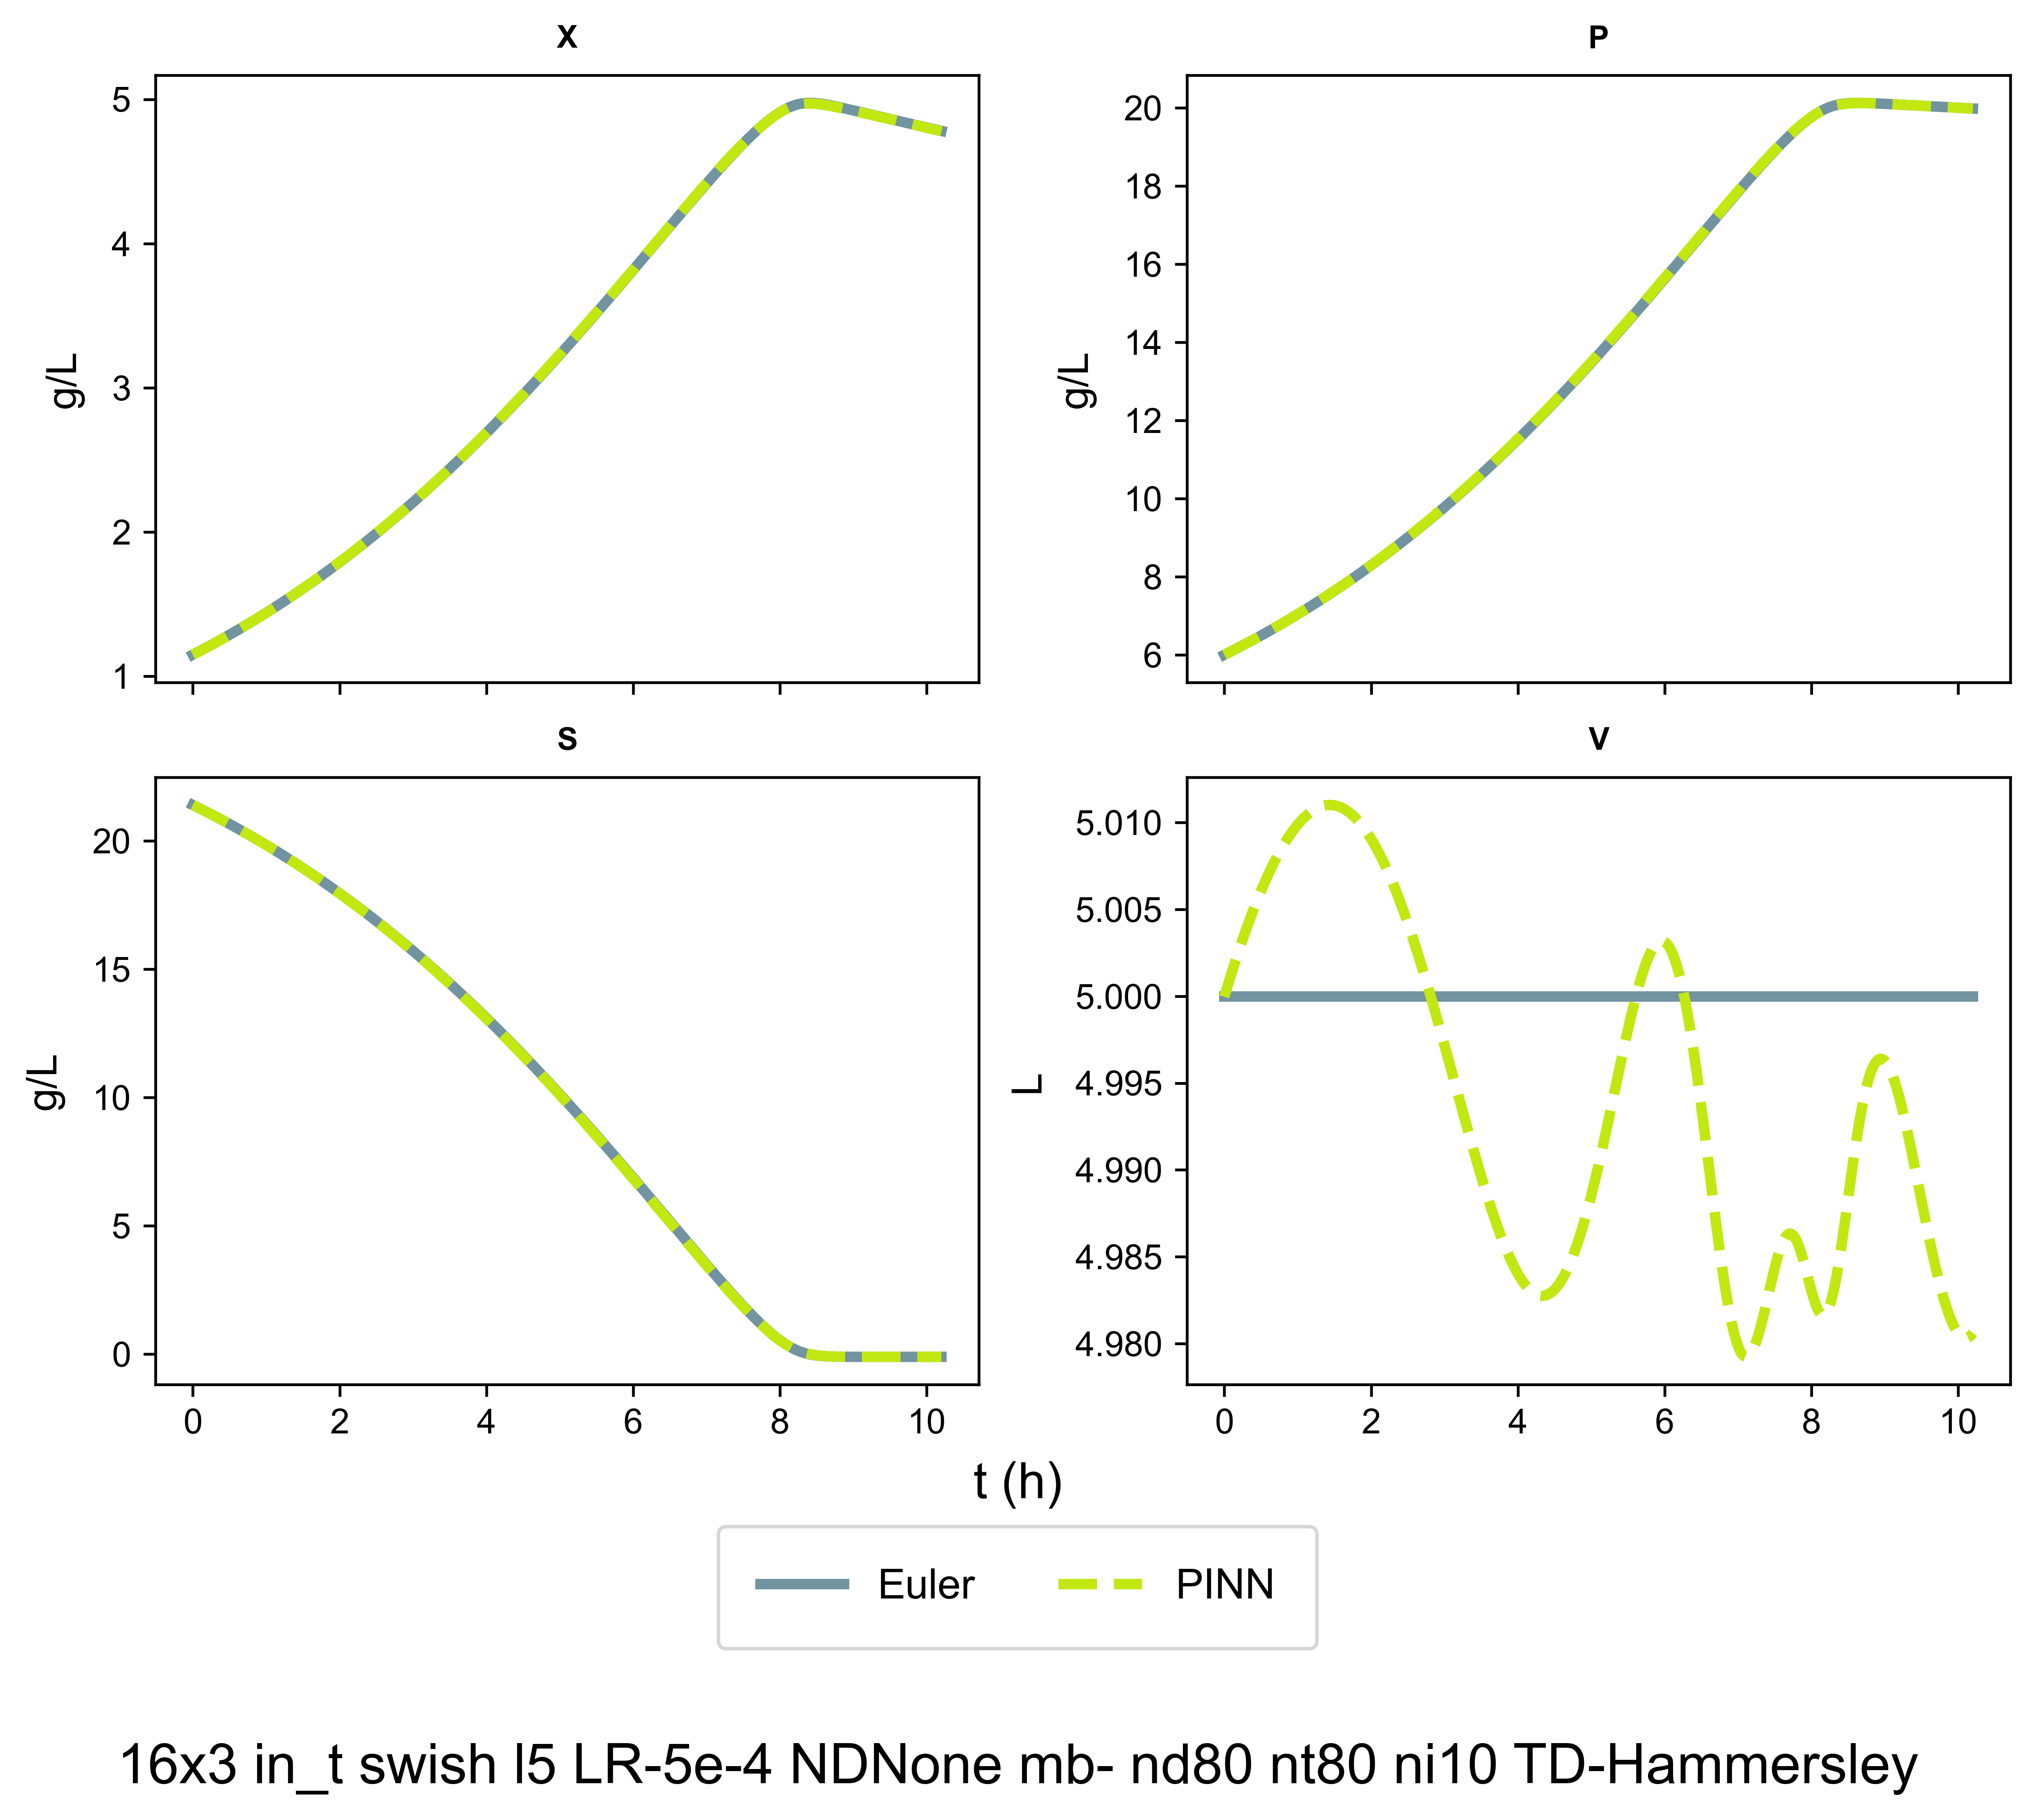 X
5
4
3
2
1
g/L
P
20
18
16
14
12
10
8
6
g/L
S
20
15
10
5
0
g/L
0 2 4 6 8 10
V
5.010
5.005
5.000
4.995
4.990
4.985
4.980
L
0 2 4 6 8 10
t (h)
Euler PINN
16x3 in_t swish l5 LR-5e-4 NDNone mb- nd80 nt80 ni10 TD-Hammersley